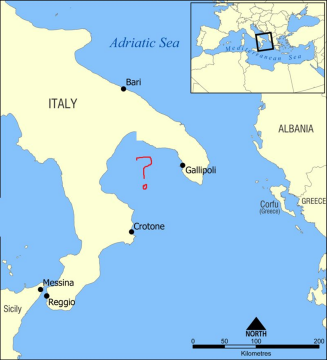 Adriatic Sea
Mediterranean Sea
Bari
ITALY
ALBANIA
?
Gallipoli
Corfu
(Greece)
GREECE
Crotone
Messina
Reggio
Sicily
NORTH
0 50 100 200
Kilometres